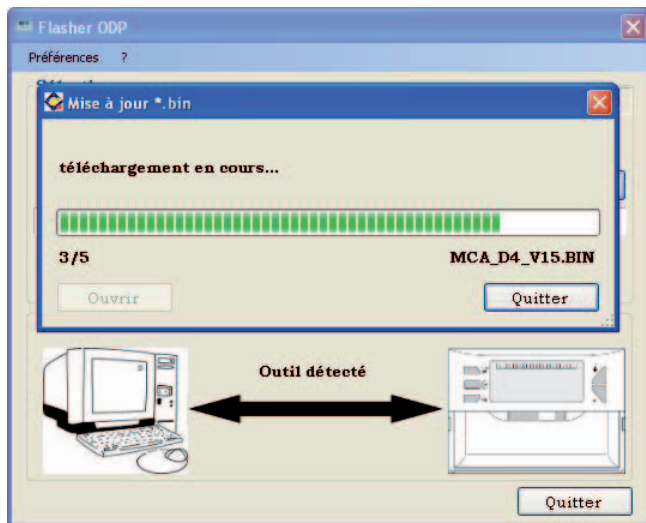 Flasher ODP
Préférences ?
Mise à jour *.bin
téléchargement en cours...
3/5 MCA_D4_V15.BIN
Ouvrir Quitter
Outil détecté
Quitter